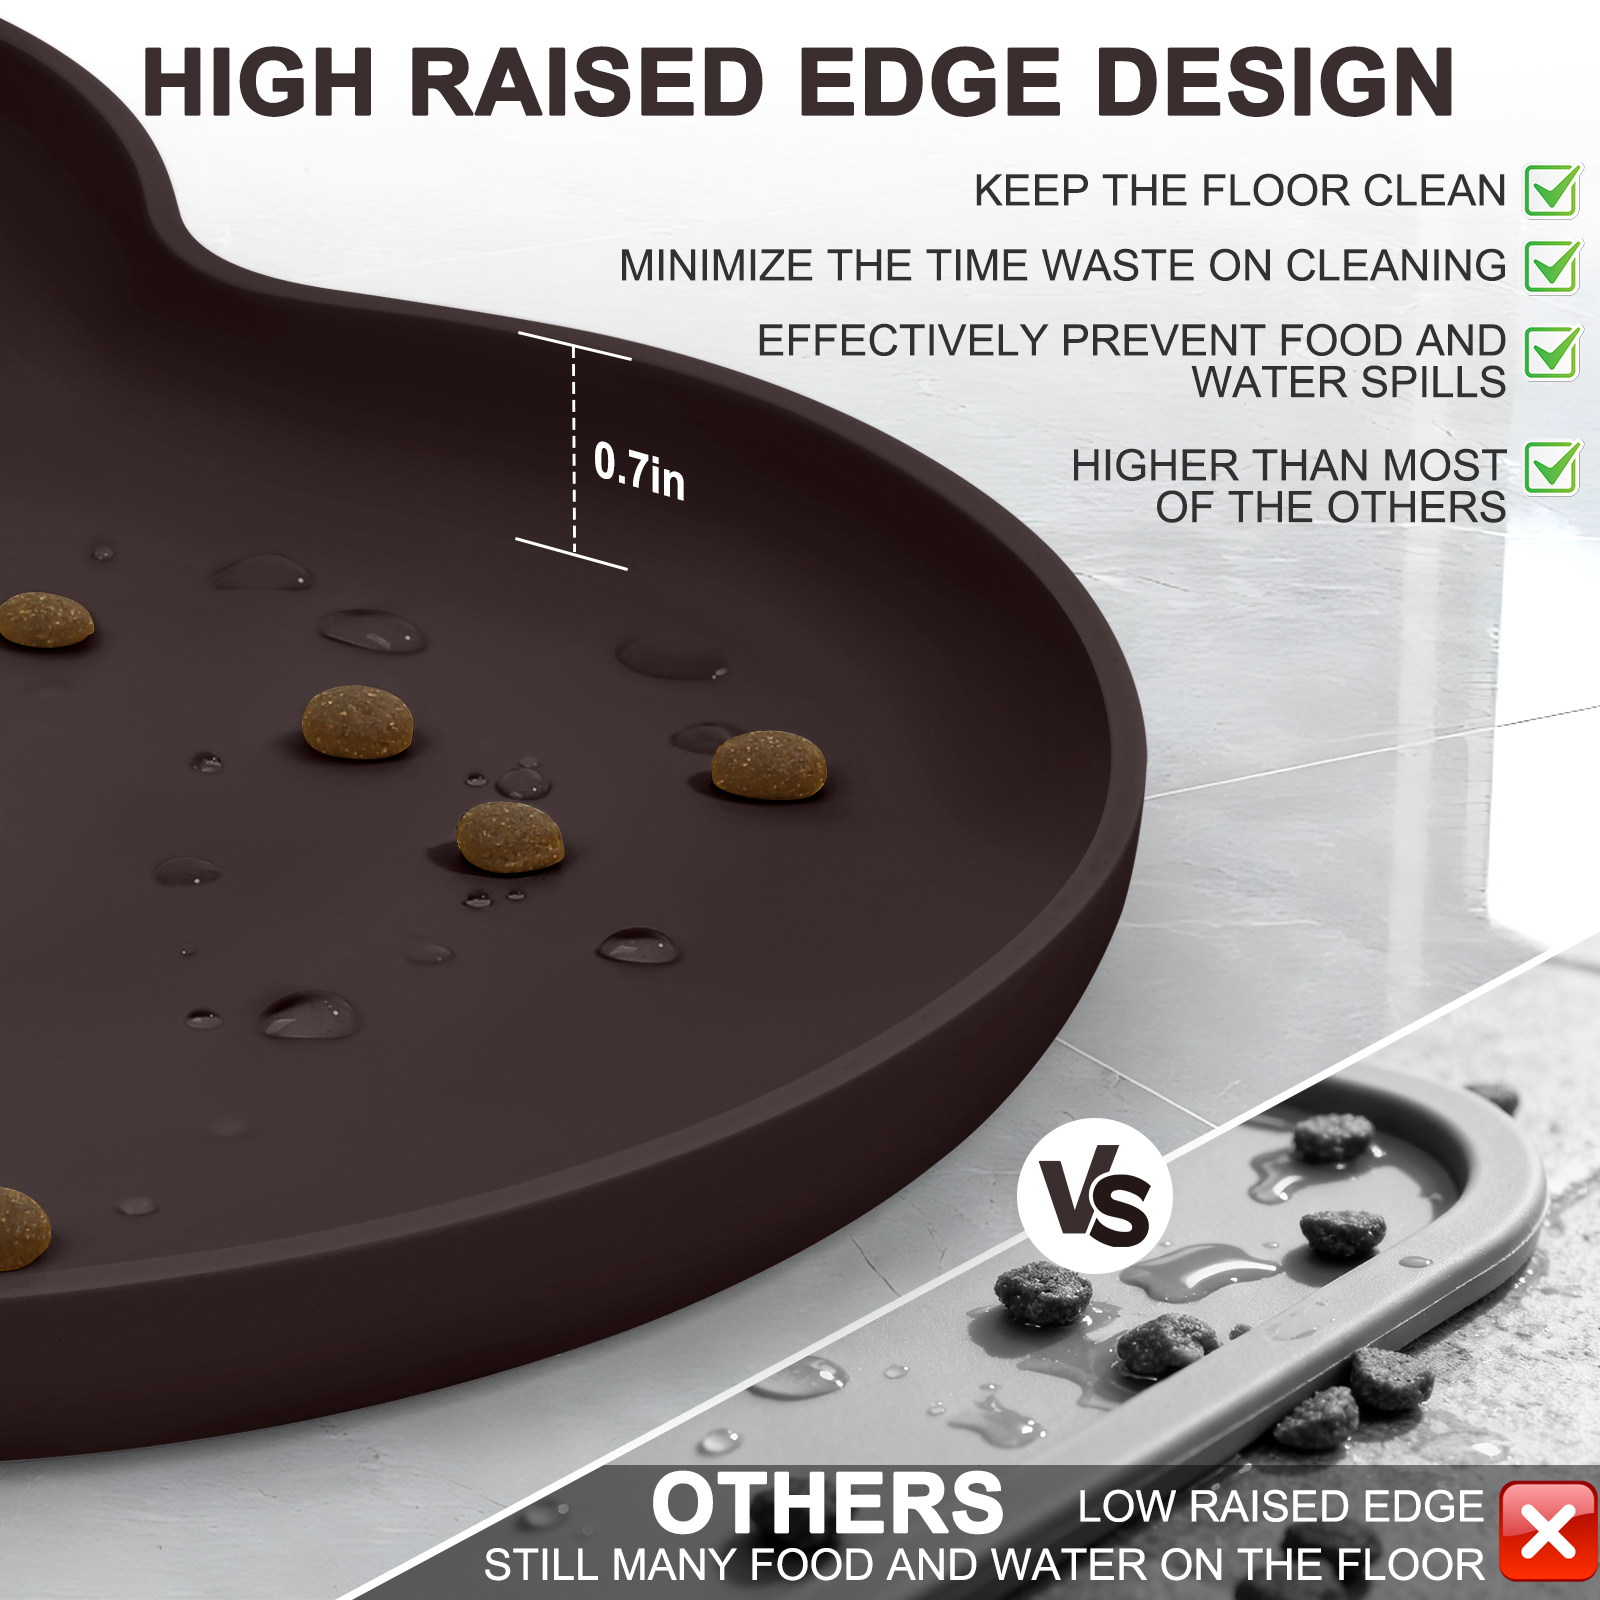 HIGH RAISED EDGE DESIGN
KEEP THE FLOOR CLEAN
MINIMIZE THE TIME WASTE ON CLEANING
EFFECTIVELY PREVENT FOOD AND
WATER SPILLS
HIGHER THAN MOST
OF THE OTHERS
0.7in
VS
OTHERS
LOW RAISED EDGE
STILL MANY FOOD AND WATER ON THE FLOOR